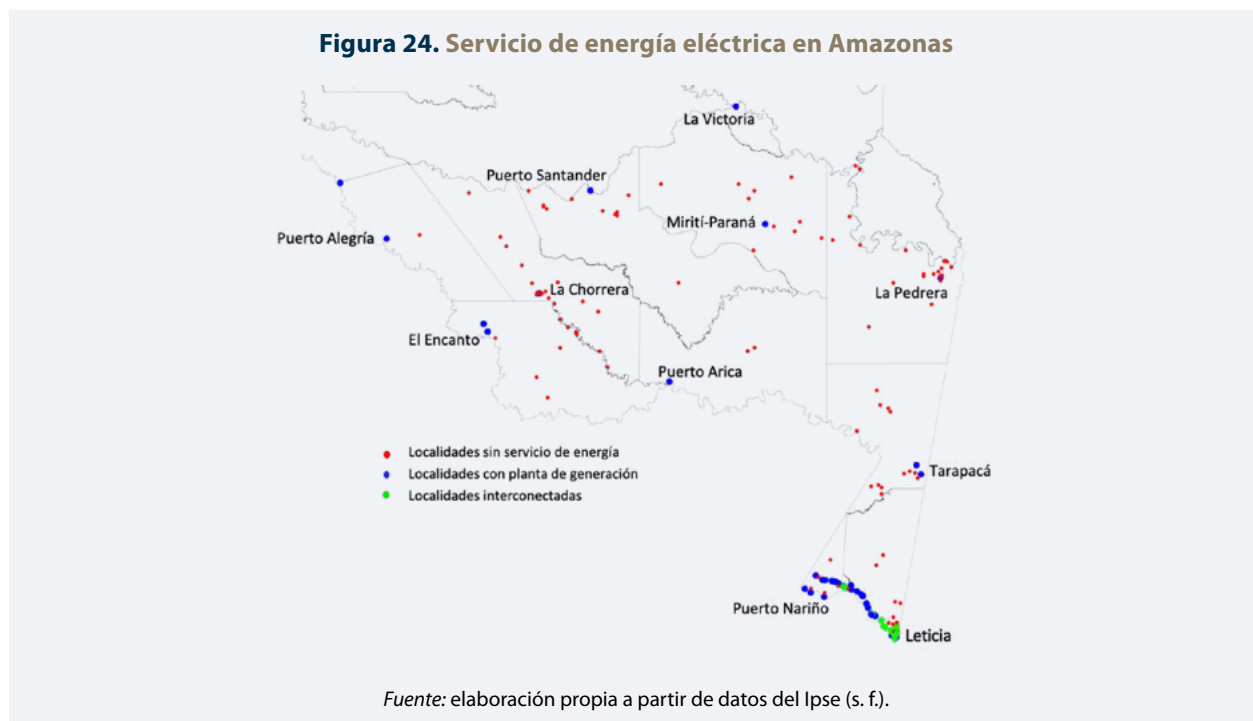 Figura 24. Servicio de energía eléctrica en Amazonas
La Victoria
Puerto Santander
Mirití-Paraná
Puerto Alegría
La Chorrera
La Pedrera
El Encanto
Puerto Arica
Localidades sin servicio de energía
Localidades con planta de generación
Localidades interconectadas
Tarapacá
Puerto Nariño
Leticia
Fuente: elaboración propia a partir de datos del Ipse (s. f.).